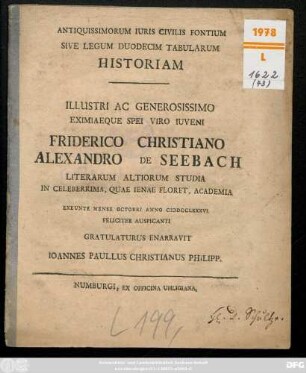 ANTIQUISSIMORUM IURIS CIVILIS FONTIUM
SIVE LEGUM DUODECIM TABULARUM
HISTORIAM
ILLUSTRI AC GENEROSISSIMO
EXIMIAEQUE SPEI VIRO IUVENI
FRIDERICO CHRISTIANO
ALEXANDRO DE SEEBACH
LITERARUM ALTIORUM STUDIA
IN CELEBERRIMA, QUAE IENAE FLORET, ACADEMIA
EXEUNTE MENSE OCTOBRI ANNO CIƆIƆCCLXXXVI
FELICITER AUSPICANTI
GRATULATURUS ENARRAVIT
IOANNES PAULLUS CHRISTIANUS PHILIPP.
NUMBURGI, EX OFFICINA
1978
L
1622
(43)
L 199,